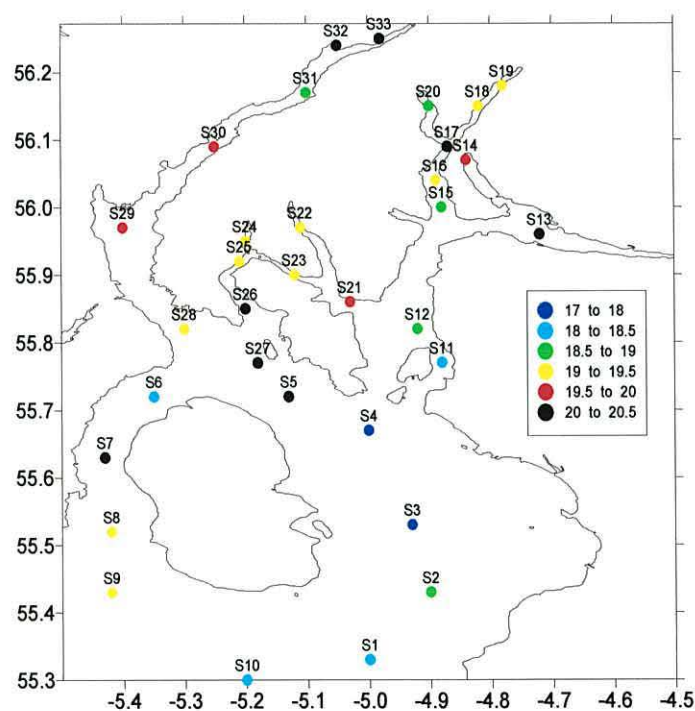 S32
S33
56.2
S31
S20
S18
S19
56.1
S30
S17
S14
S16
S15
56.0
S29
S24
S22
S13
S25
S23
55.9
S26
S21
S28
S12
55.8
S27
S11
S6
S5
55.7
S4
S7
55.6
S8
S3
55.5
S9
S2
55.4
S1
S10
55.3
17 to 18
18 to 18.5
18.5 to 19
19 to 19.5
19.5 to 20
20 to 20.5
-5.4 -5.3 -5.2 -5.1 -5.0 -4.9 -4.8 -4.7 -4.6 -4.5